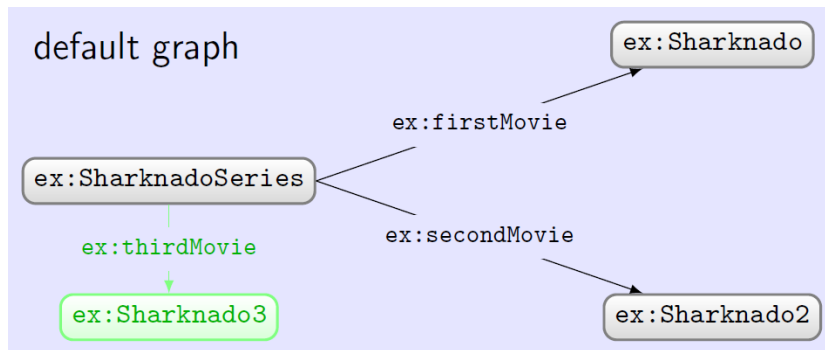 default graph
ex:Sharknado
ex:firstMovie
ex:SharknadoSeries
ex:secondMovie
ex:thirdMovie
ex:Sharknado3
ex:Sharknado2